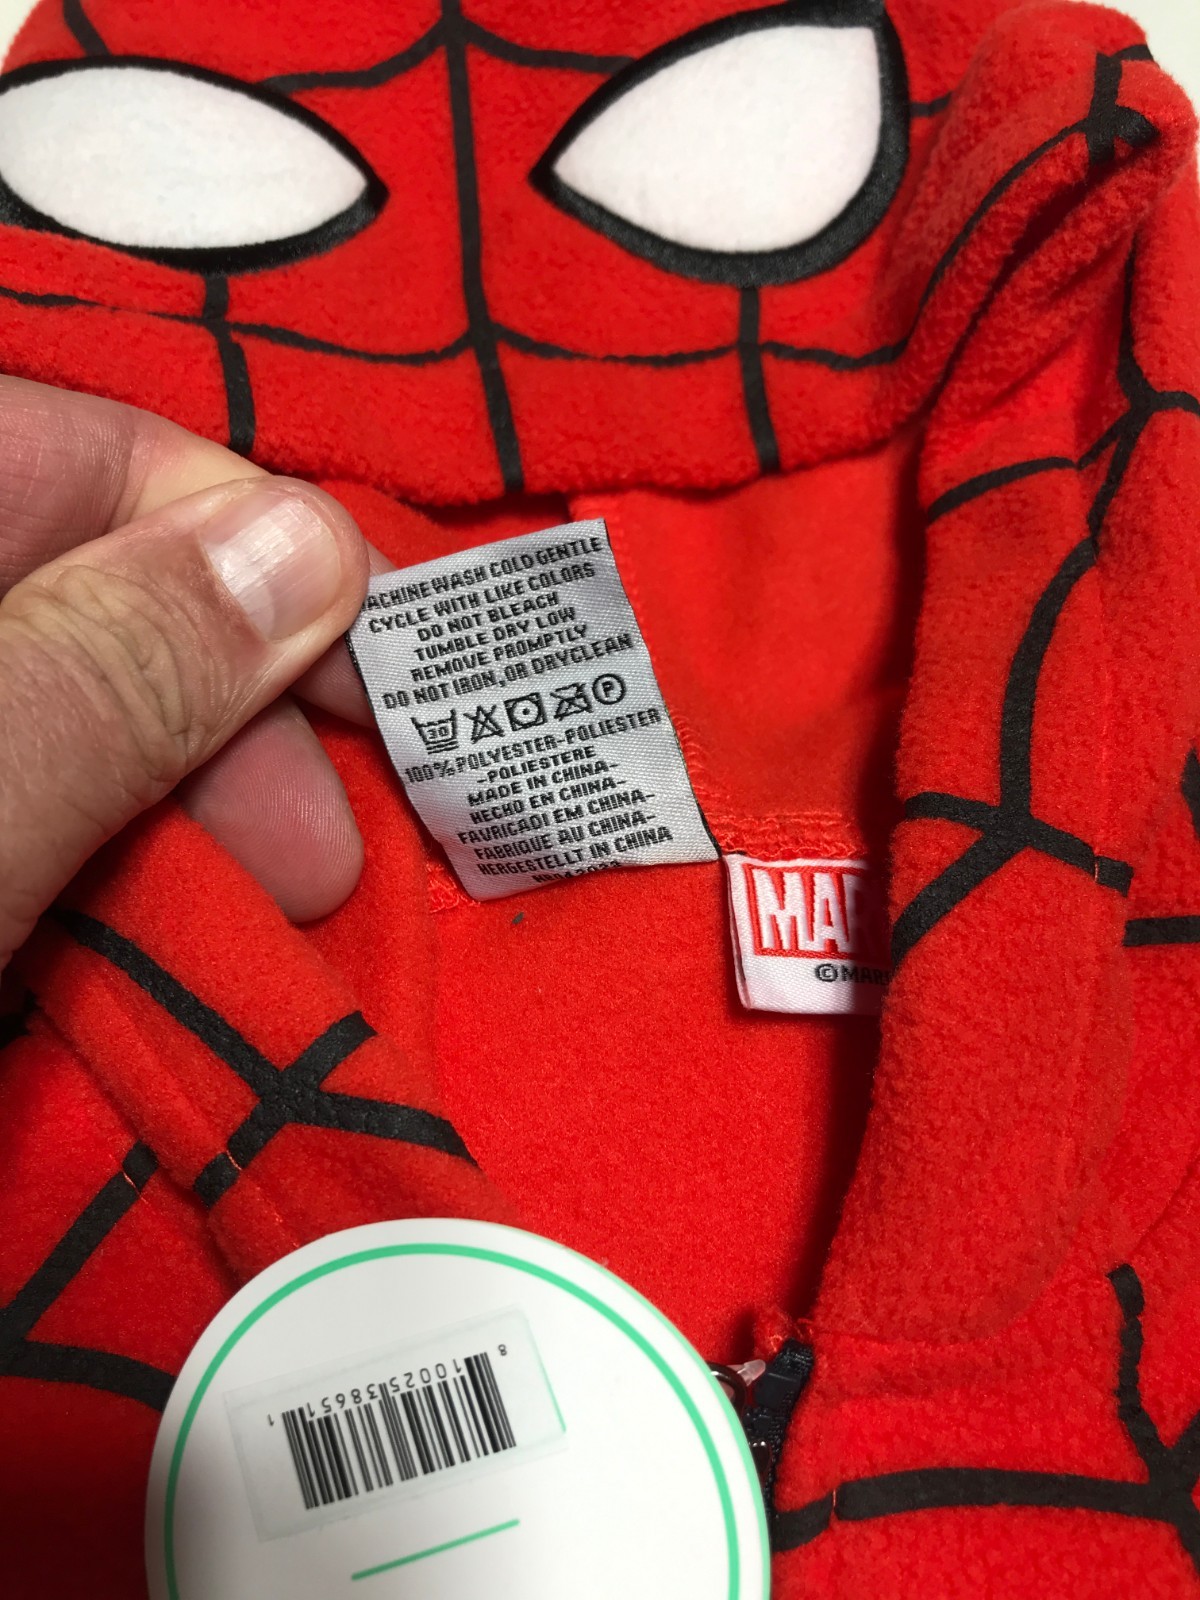 MACHINE WASH COLD GENTLE
CYCLE WITH LIKE COLORS
DO NOT BLEACH
TUMBLE DRY LOW
REMOVE PROMPTLY
DO NOT IRON, OR DRYCLEAN
30 P
100% POLYESTER-POLIESTER
-POLIESTERE
MADE IN CHINA-
HECHO EN CHINA-
FAVRICADI EM CHINA-
FABRIQUE AU CHINA-
HERGESTELLT IN CHINA
MAR
©MAR
8 10025 38651 1